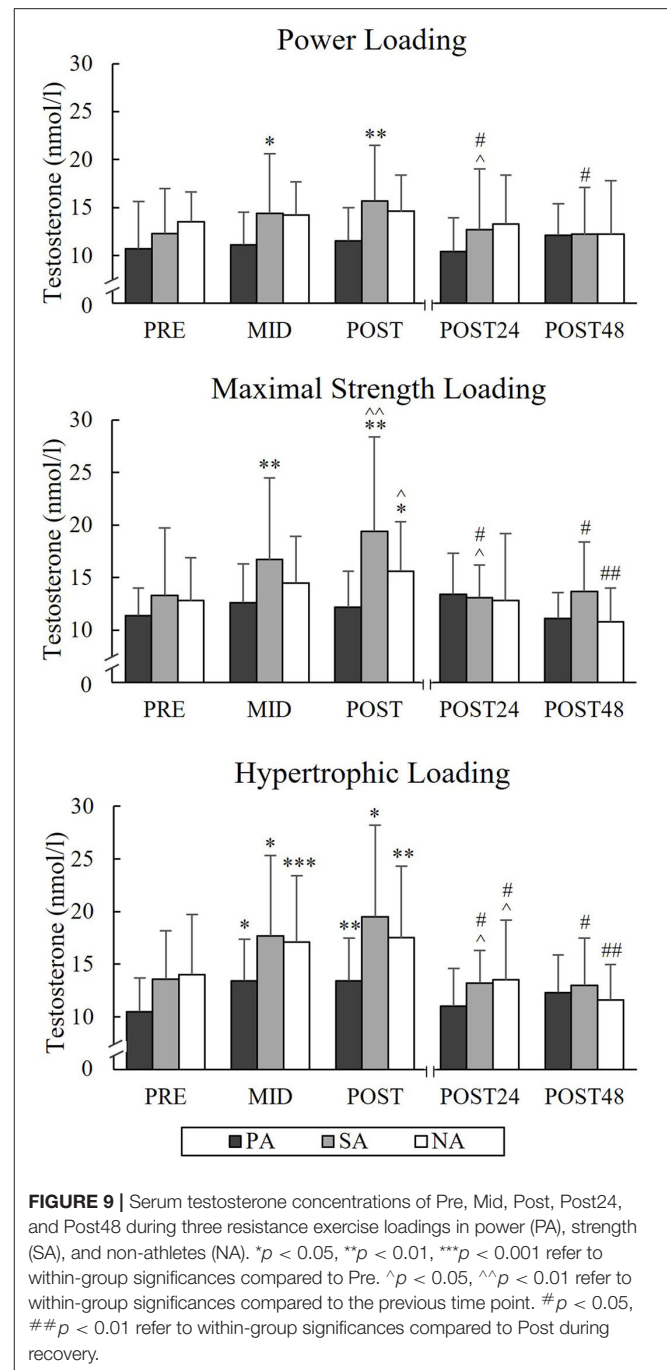 Power Loading
Testosterone (nmol/l)
30
25
20
15
10
0
*
**
#
^
#
PRE MID POST POST24 POST48
Maximal Strength Loading
Testosterone (nmol/l)
30
25
20
15
10
0
**
^^
**
^
*
#
^
#
##
PRE MID POST POST24 POST48
Hypertrophic Loading
Testosterone (nmol/l)
30
25
20
15
10
0
*
*
***
**
*
**
#
^
#
^
#
##
PRE MID POST POST24 POST48
PA SA NA
FIGURE 9 | Serum testosterone concentrations of Pre, Mid, Post, Post24,
and Post48 during three resistance exercise loadings in power (PA), strength
(SA), and non-athletes (NA). *p < 0.05, **p < 0.01, ***p < 0.001 refer to
within-group significances compared to Pre. ^p < 0.05, ^^p < 0.01 refer to
within-group significances compared to the previous time point. #p < 0.05,
##p < 0.01 refer to within-group significances compared to Post during
recovery.